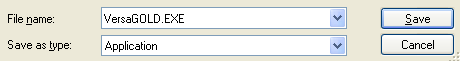 File name: VersaGOLD.EXE Save
Save as type: Application Cancel